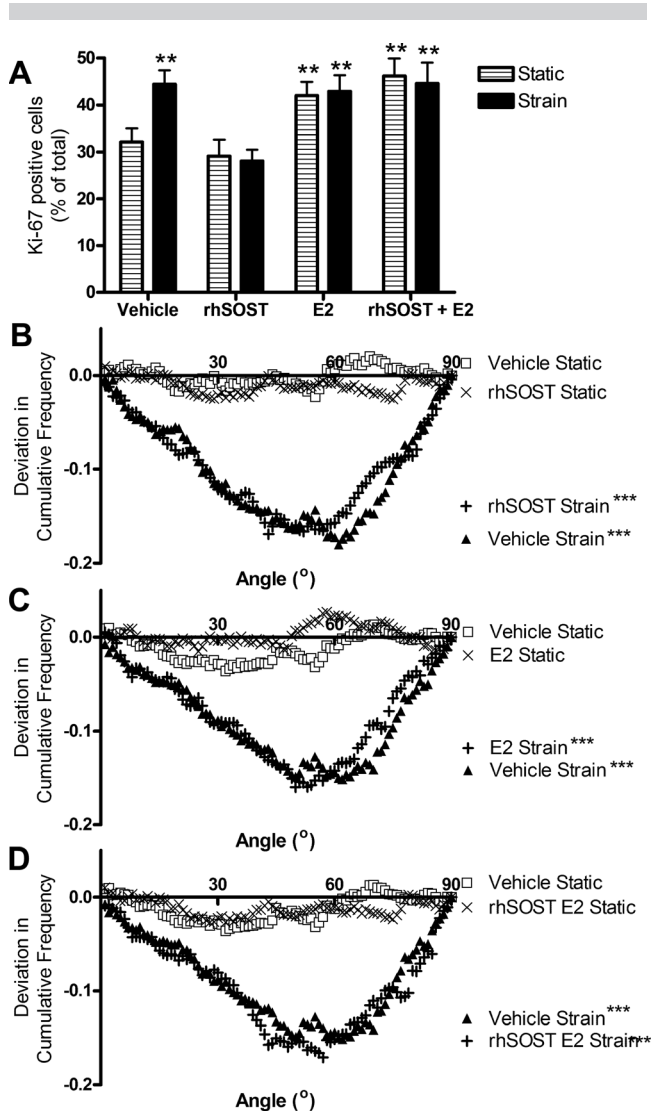 A
50
40
30
20
10
0
Ki-67 positive cells
(% of total)
**
**
**
**
**
Static
Strain
Vehicle
rhSOST
E2
rhSOST + E2
B
0.0
-0.1
-0.2
Deviation in
Cumulative Frequency
30
60
90
Vehicle Static
rhSOST Static
rhSOST Strain***
Vehicle Strain***
Angle (o)
C
0.0
-0.1
-0.2
Deviation in
Cumulative Frequency
30
60
90
Vehicle Static
E2 Static
E2 Strain***
Vehicle Strain***
Angle (o)
D
0.0
-0.1
-0.2
Deviation in
Cumulative Frequency
30
60
90
Vehicle Static
rhSOST E2 Static
Vehicle Strain***
rhSOST E2 Strain***
Angle (o)